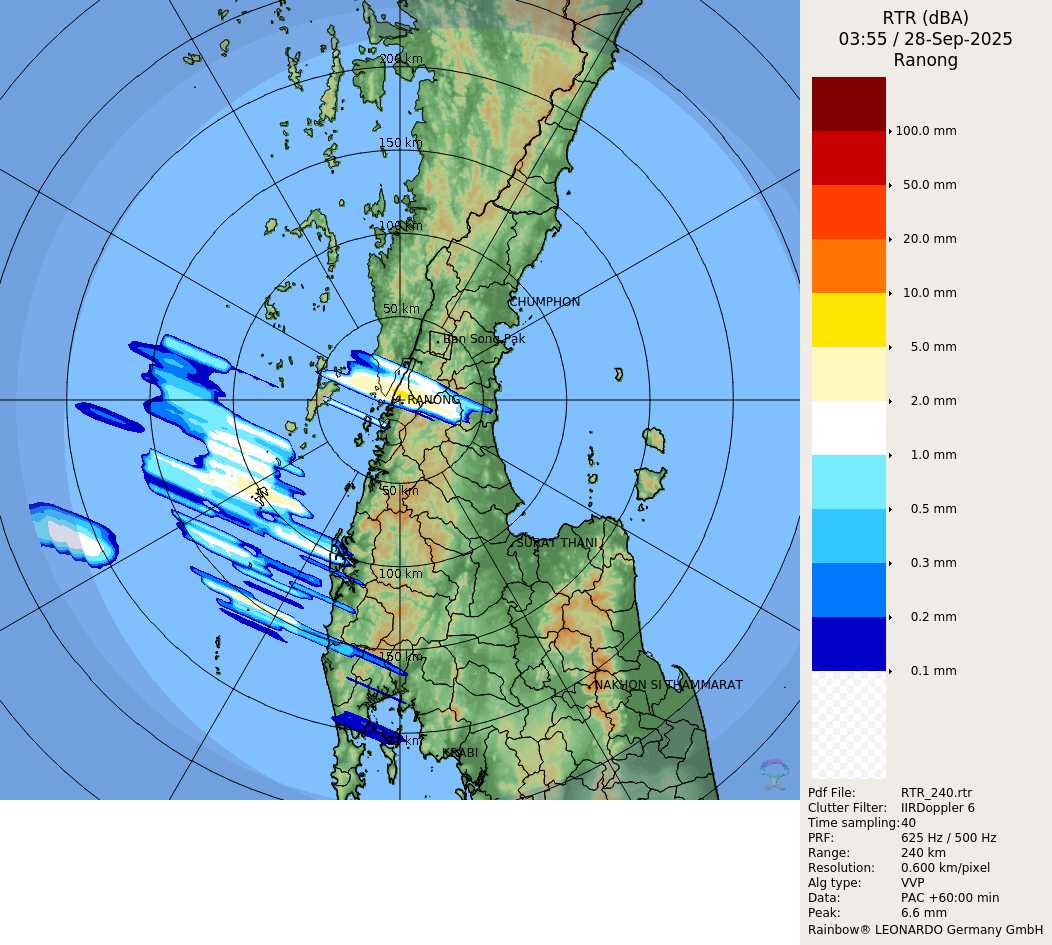 RTR (dBA)
03:55 / 28-Sep-2025
Ranong
200 km
150 km
100 km
50 km
CHUMPHON
Ban Song Pak
RANONG
50 km
SURAT THANI
100 km
150 km
NAKHON SI THAMMARAT
km
KRABI
100.0 mm
50.0 mm
20.0 mm
10.0 mm
5.0 mm
2.0 mm
1.0 mm
0.5 mm
0.3 mm
0.2 mm
0.1 mm
Pdf File: RTR_240.rtr
Clutter Filter: IIRDoppler 6
Time sampling:40
PRF: 625 Hz / 500 Hz
Range: 240 km
Resolution: 0.600 km/pixel
Alg type: VVP
Data: PAC +60:00 min
Peak: 6.6 mm
Rainbow® LEONARDO Germany GmbH